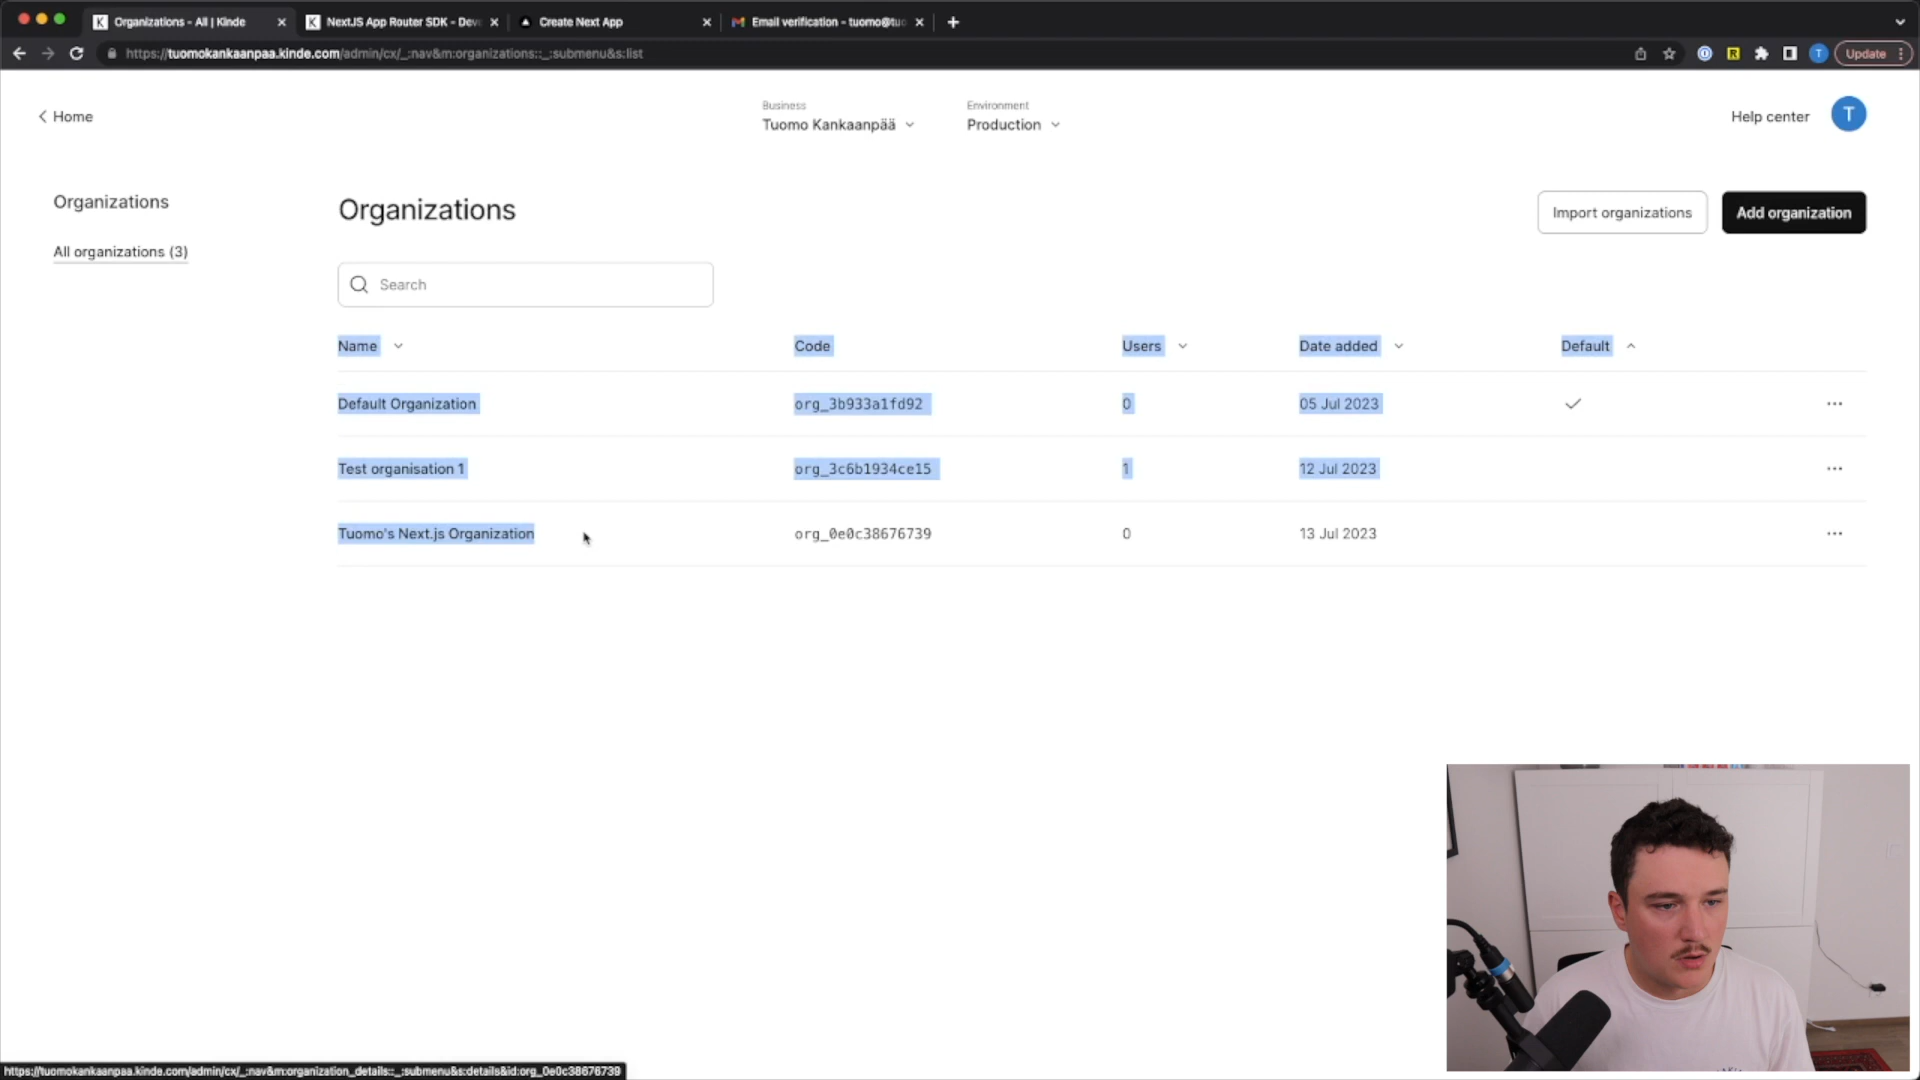 Organizations - All | Kinde
NextJS App Router SDK - Dev
Create Next App
Email verification - tuomo@tuo
https://tuomokankaanpaa.kinde.com/admin/cx/_:nav&m:organizations::_:submenu&s:list
Update
Home
Business
Tuomo Kankaanpää
Environment
Production
Help center
T
Organizations
All organizations (3)
Organizations
Import organizations
Add organization
Search
Name Code Users Date added Default
Default Organization org_3b933a1fd92 0 05 Jul 2023
Test organisation 1 org_3c6b1934ce15 1 12 Jul 2023
Tuomo's Next.js Organization org_0e0c38676739 0 13 Jul 2023
https://tuomokankaanpaa.kinde.com/admin/cx/_:nav&m:organization_details::_:submenu&s:details&id:org_0e0c38676739